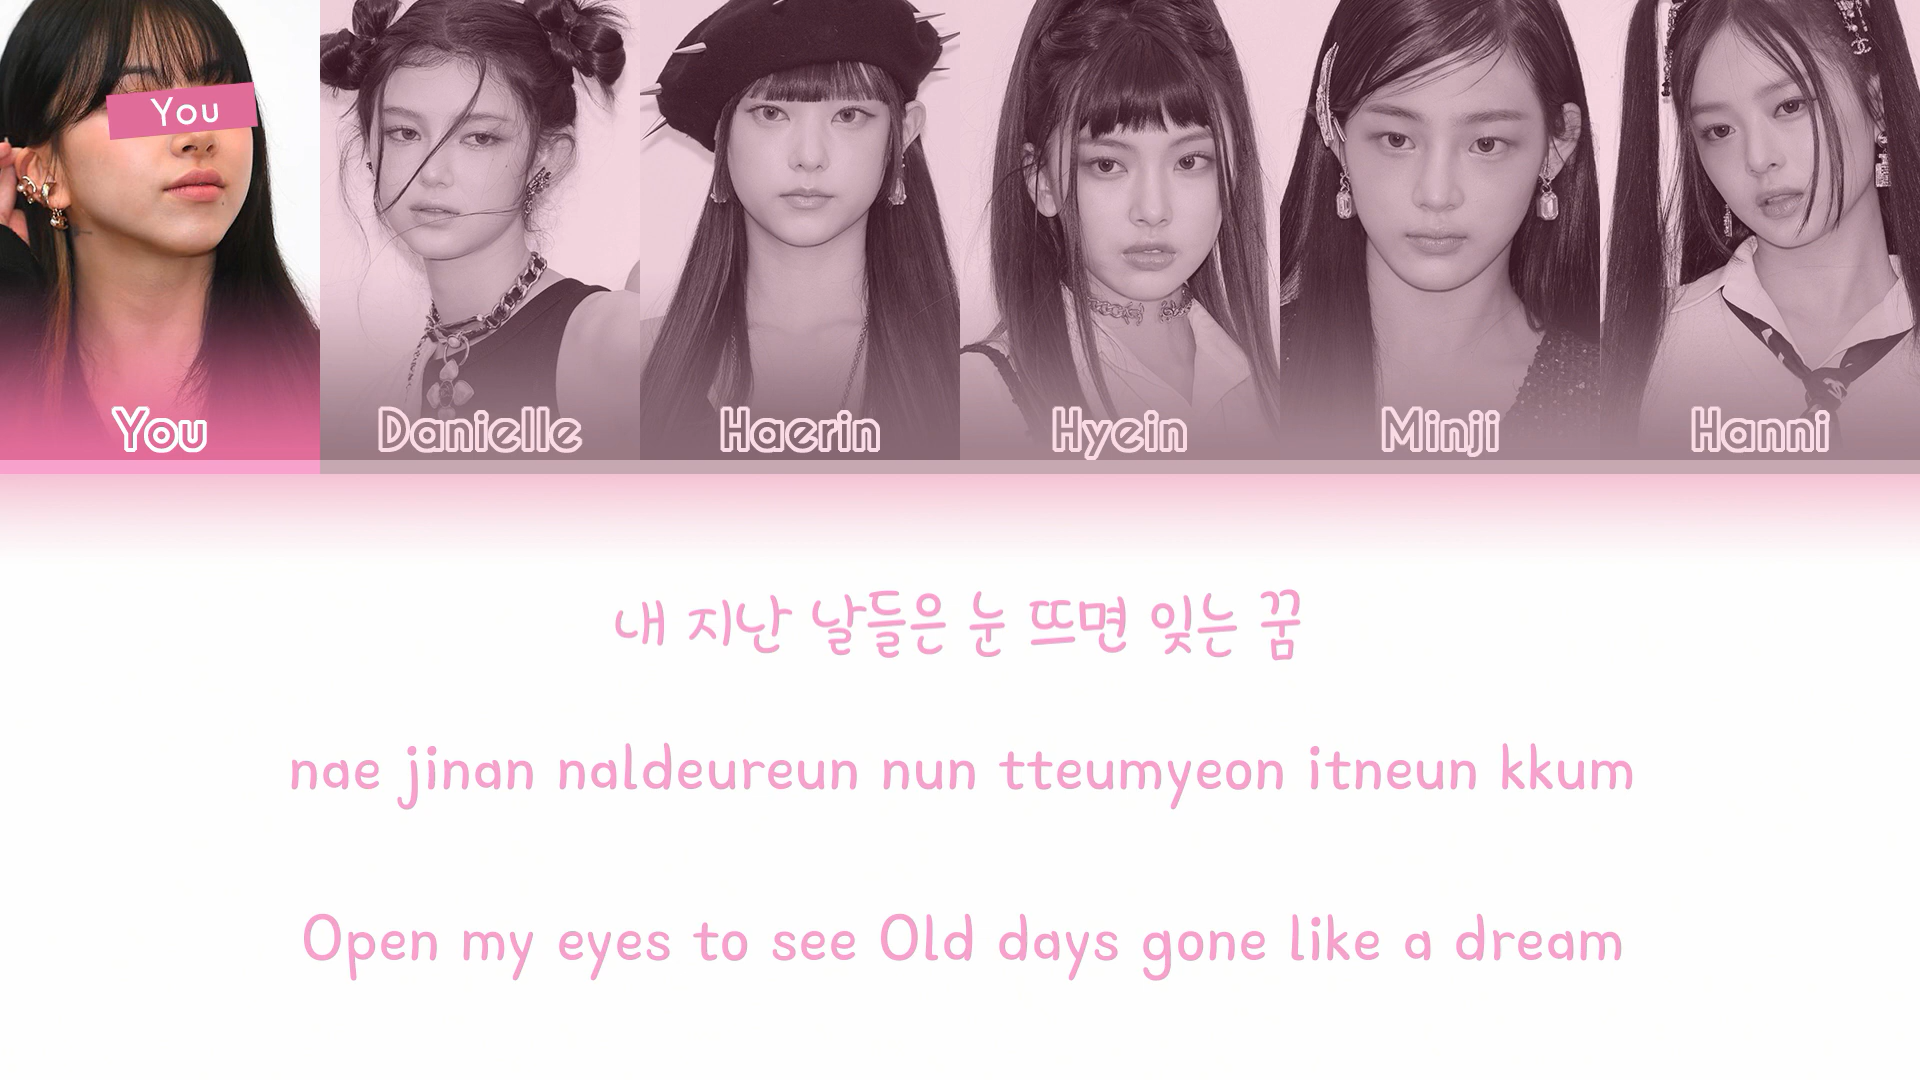 You
You Danielle Haerin Hyein Minji Hanni
내 지난 날들은 눈 뜨면 잊는 꿈
nae jinan naldeureun nun tteumyeon itneun kkum
Open my eyes to see Old days gone like a dream